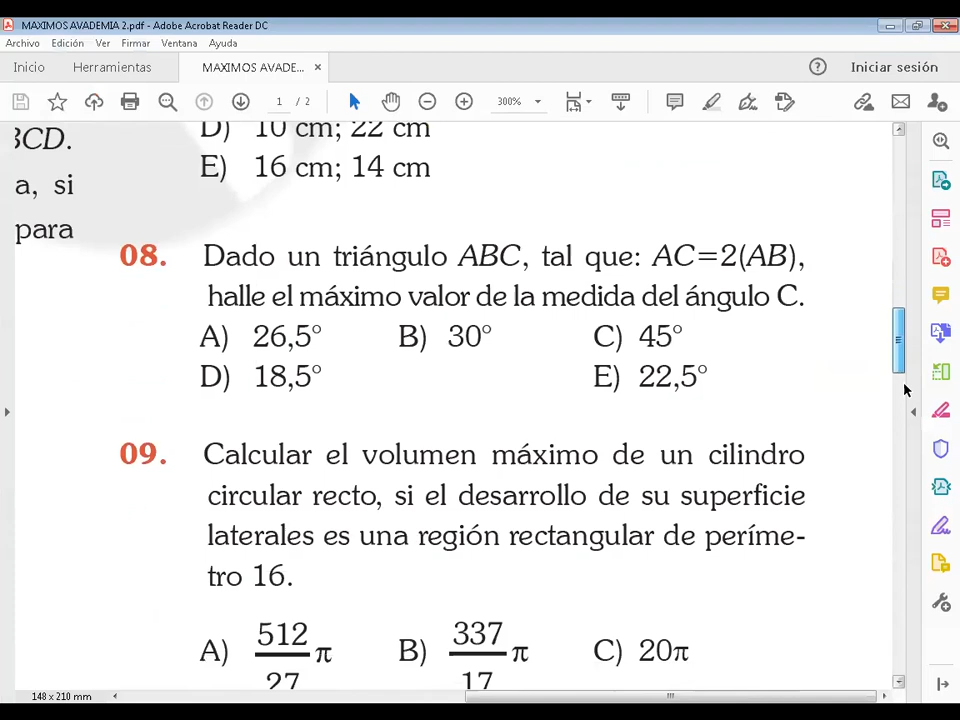 MAXIMOS AVADEMIA 2.pdf - Adobe Acrobat Reader DC
Archivo Edición Ver Firmar Ventana Ayuda
Inicio Herramientas MAXIMOS AVADE... × Iniciar sesión
1 / 2 300%
D) 10 cm; 22 cm
BCD.
E) 16 cm; 14 cm
a, si
para
08. Dado un triángulo ABC, tal que: AC=2(AB),
halle el máximo valor de la medida del ángulo C.
A) 26,5° B) 30° C) 45°
D) 18,5° E) 22,5°
09. Calcular el volumen máximo de un cilindro
circular recto, si el desarrollo de su superficie
laterales es una región rectangular de períme-
tro 16.
A) 512/27 π B) 337/17 π C) 20π
148 x 210 mm